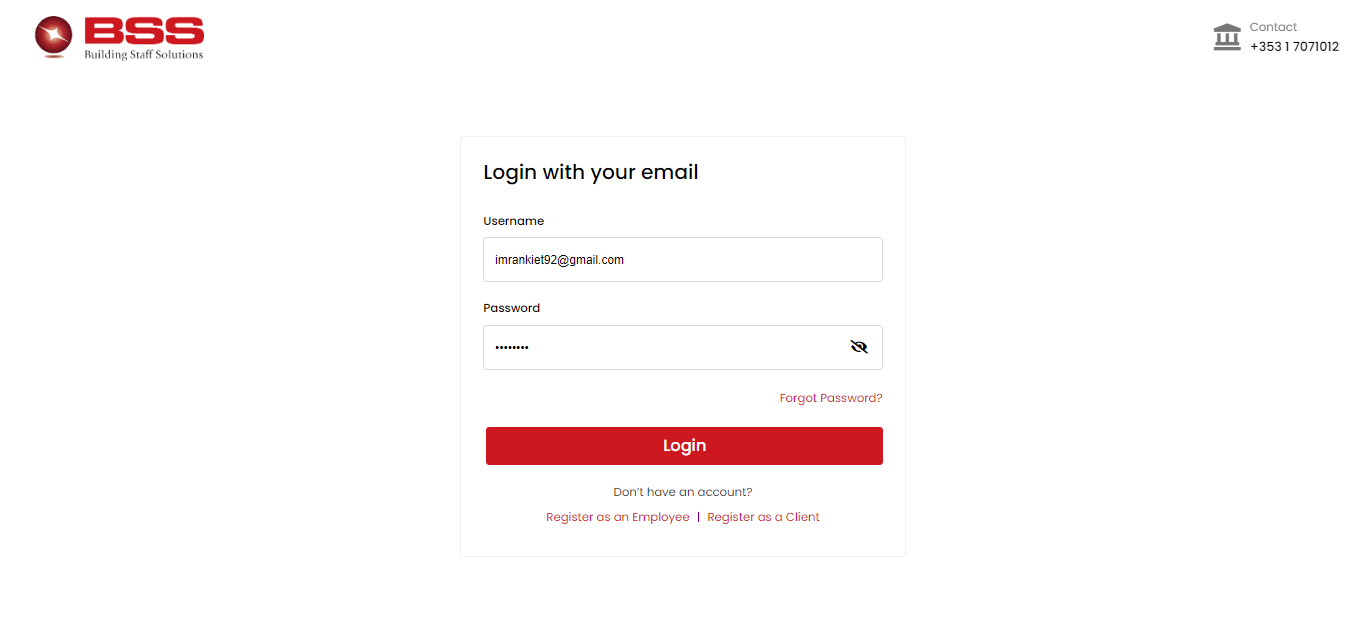 BSS
Building Staff Solutions
Contact
+353 1 7071012
Login with your email
Username
imrankiet92@gmail.com
Password
••••••••
Forgot Password?
Login
Don't have an account?
Register as an Employee | Register as a Client